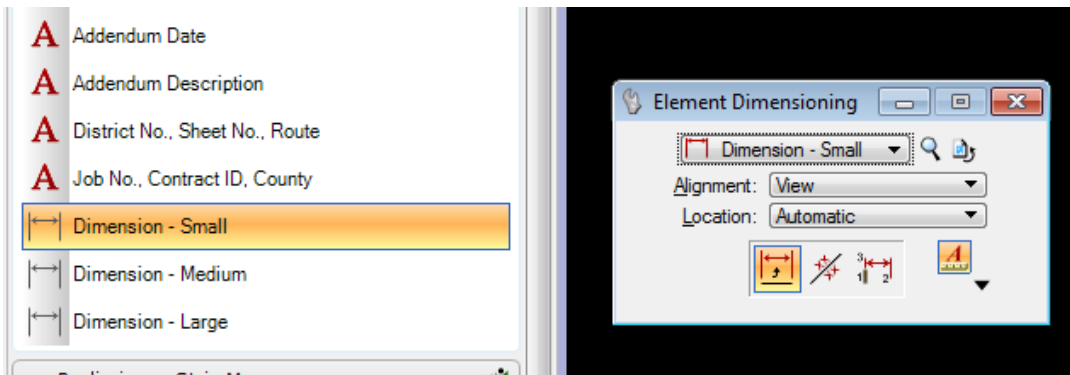 Addendum Date
Addendum Description
District No., Sheet No., Route
Job No., Contract ID, County
Dimension - Small
Dimension - Medium
Dimension - Large
Element Dimensioning
Dimension - Small
Alignment: View
Location: Automatic